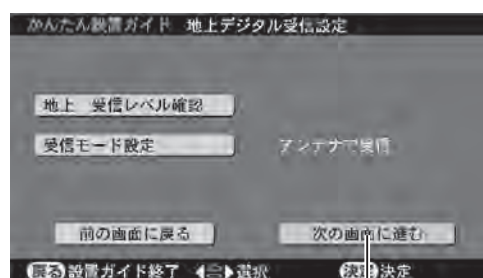 かんたん設置ガイド 地上デジタル受信設定
地上 受信レベル確認
受信モード設定 アンテナで受信
前の画面に戻る 次の画面に進む
戻る 設置ガイド終了 選択 決定 決定